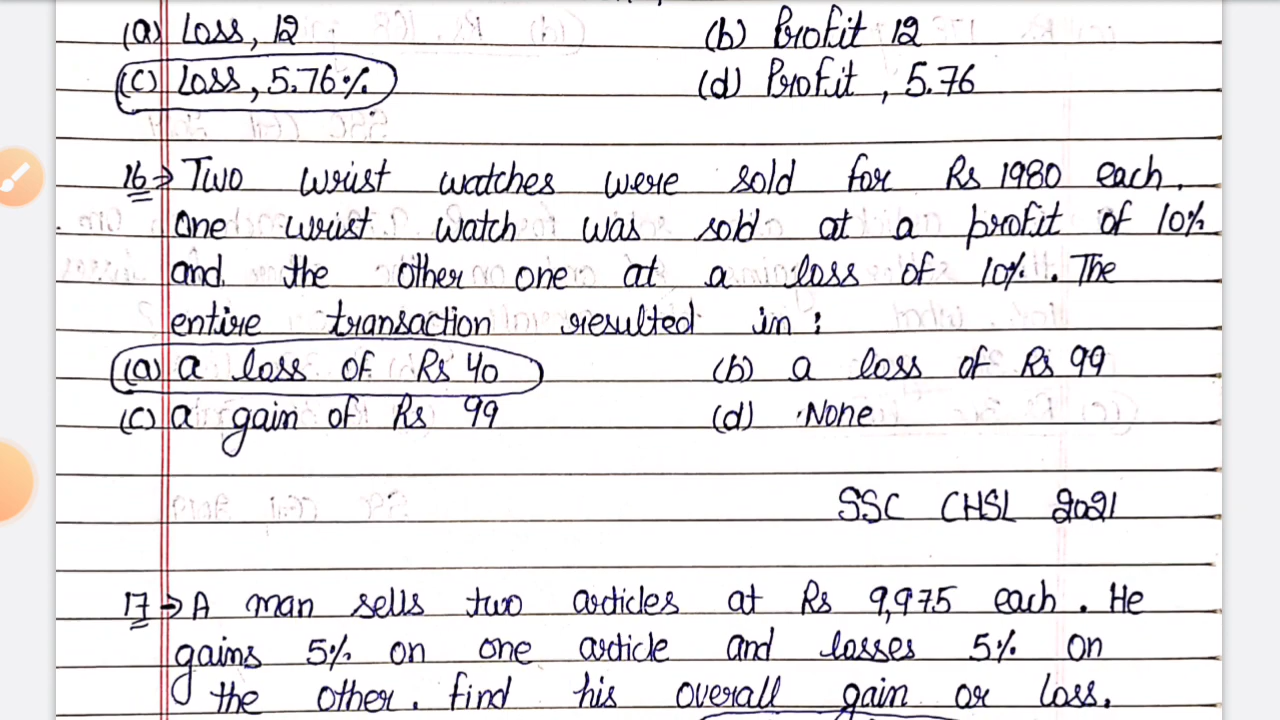 (a) Loss, 12 (b) Profit 12
(c) Loss, 5.76% (d) Profit, 5.76
16→ Two wrist watches were sold for Rs 1980 each.
One wrist watch was sold at a profit of 10%
and the other one at a loss of 10%. The
entire transaction resulted in :
(a) a loss of Rs 40 (b) a loss of Rs 99
(c) a gain of Rs 99 (d) None
SSC CHSL 2021
17→ A man sells two articles at Rs 9,975 each. He
gains 5% on one article and losses 5% on
the other. find his overall gain or loss.